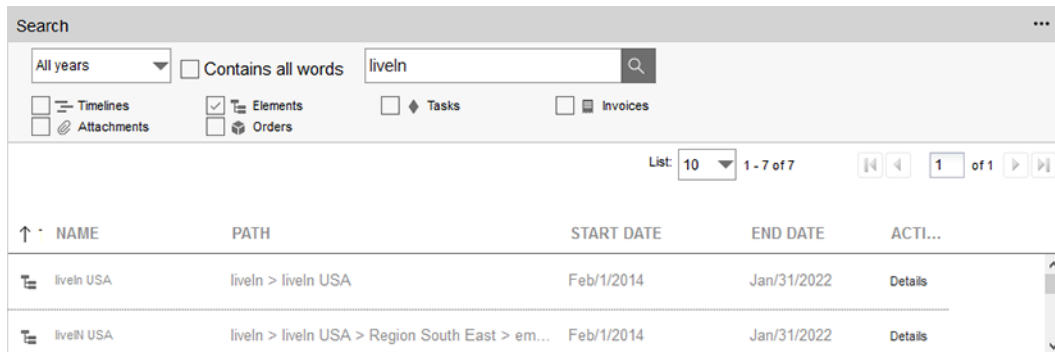 Search
All years Contains all words liveIn
Timelines Elements Tasks Invoices
Attachments Orders
List: 10 1 - 7 of 7 1 of 1
NAME PATH START DATE END DATE ACTI...
liveIn USA liveIn > liveIn USA Feb/1/2014 Jan/31/2022 Details
liveIN USA liveIn > liveIn USA > Region South East > em... Feb/1/2014 Jan/31/2022 Details